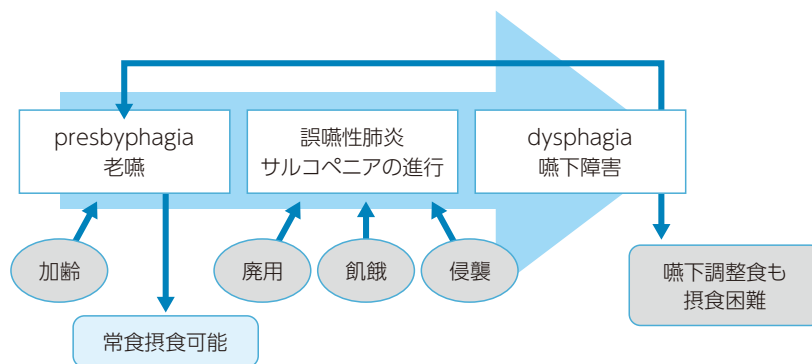 presbyphagia
老嚥
誤嚥性肺炎
サルコペニアの進行
dysphagia
嚥下障害
加齢
廃用
飢餓
侵襲
嚥下調整食も
摂食困難
常食摂食可能